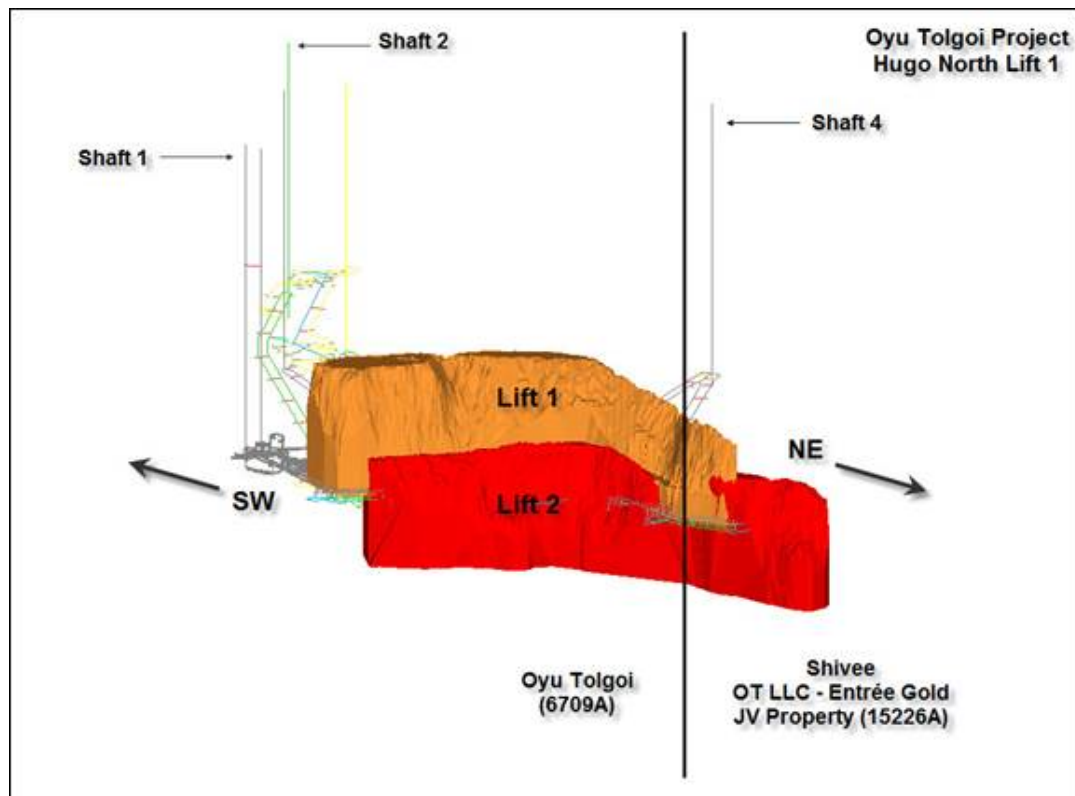 Oyu Tolgoi Project
Hugo North Lift 1
Shaft 2
Shaft 4
Shaft 1
Lift 1
NE
SW
Lift 2
Oyu Tolgoi
(6709A)
Shivee
OT LLC - Entrée Gold
JV Property (15226A)